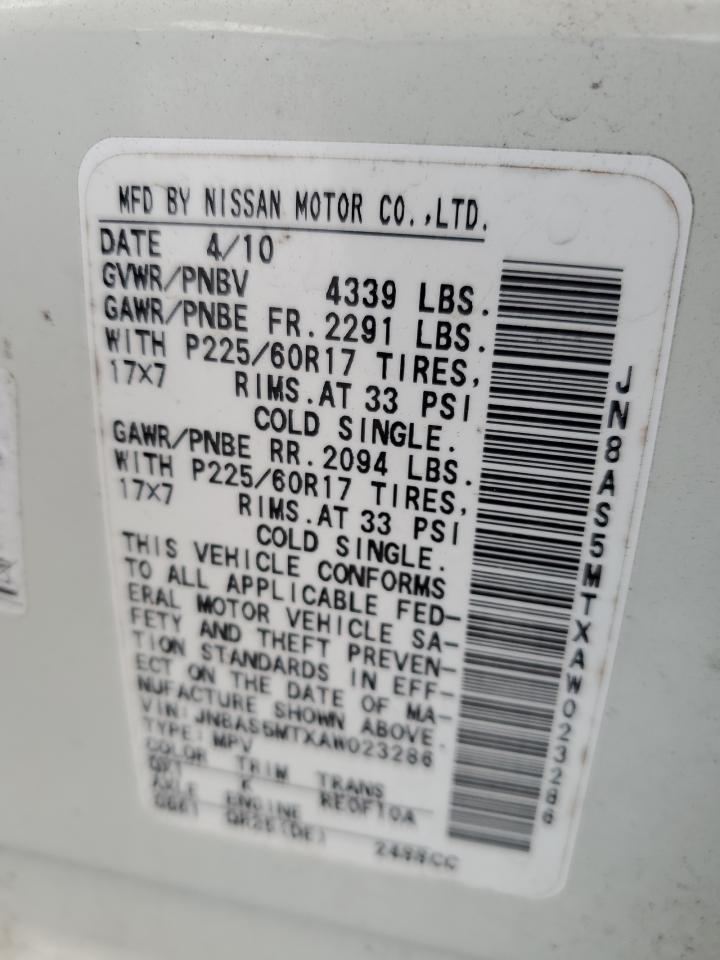 MFD BY NISSAN MOTOR CO.,LTD.
DATE 4/10
GVWR/PNBV 4339 LBS.
GAWR/PNBE FR. 2291 LBS.
WITH P225/60R17 TIRES,
17X7 RIMS. AT 33 PSI
COLD SINGLE.
GAWR/PNBE RR. 2094 LBS.
WITH P225/60R17 TIRES,
17X7 RIMS. AT 33 PSI
COLD SINGLE.
THIS VEHICLE CONFORMS
TO ALL APPLICABLE FED-
ERAL MOTOR VEHICLE SA-
FETY AND THEFT PREVEN-
TION STANDARDS IN EFF-
ECT ON THE DATE OF MA-
NUFACTURE SHOWN ABOVE.
VIN: JN8AS5MTXAW023286
TYPE: MPV
COLOR TRIM TRANS
K RE0F10A
AXLE ENGINE
QR25(DE) 2488CC
JN8AS5MTXAW023286